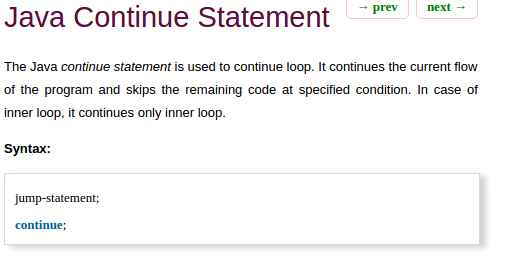 Java Continue Statement
→ prev next →
The Java continue statement is used to continue loop. It continues the current flow
of the program and skips the remaining code at specified condition. In case of
inner loop, it continues only inner loop.
Syntax:
jump-statement;
continue;